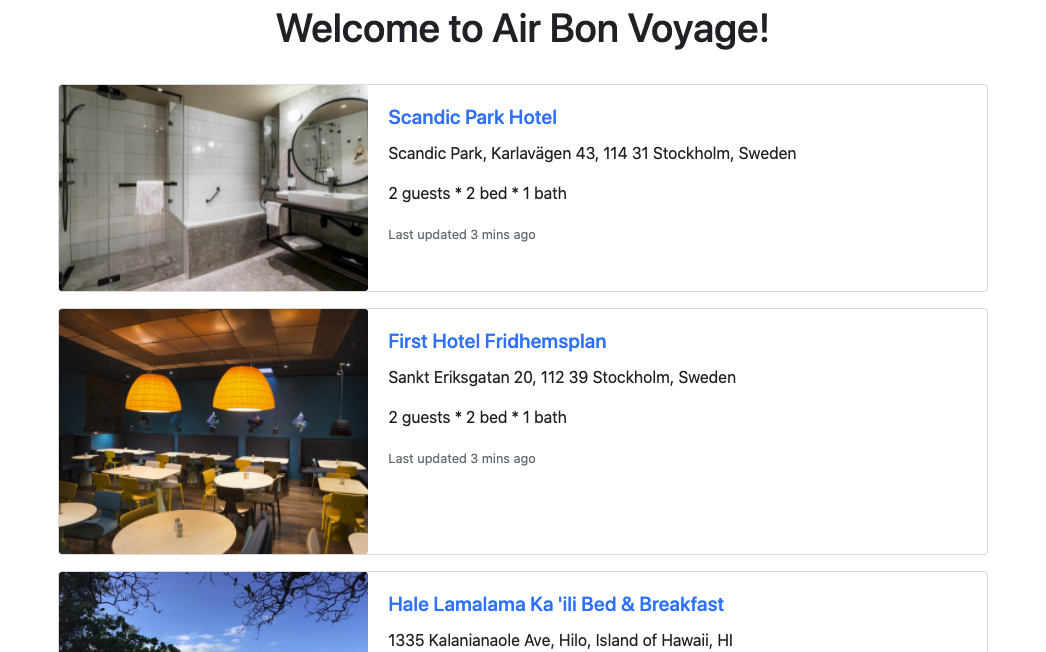 Welcome to Air Bon Voyage!
Scandic Park Hotel
Scandic Park, Karlavägen 43, 114 31 Stockholm, Sweden
2 guests * 2 bed * 1 bath
Last updated 3 mins ago
First Hotel Fridhemsplan
Sankt Eriksgatan 20, 112 39 Stockholm, Sweden
2 guests * 2 bed * 1 bath
Last updated 3 mins ago
Hale Lamalama Ka 'ili Bed & Breakfast
1335 Kalanianaole Ave, Hilo, Island of Hawaii, HI